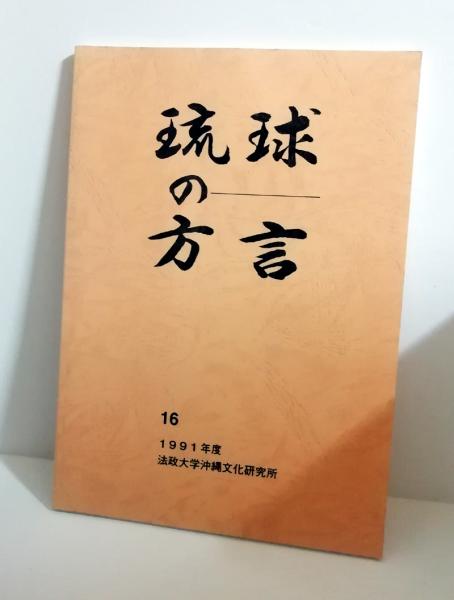 琉球
の
方言
16
1991年度
法政大学沖縄文化研究所